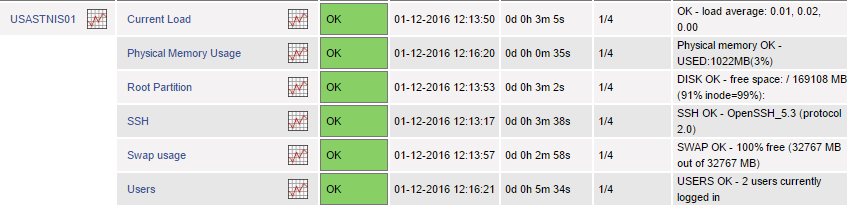 USASTNIS01 Current Load OK 01-12-2016 12:13:50 0d 0h 3m 5s 1/4 OK - load average: 0.01, 0.02,
0.00
Physical Memory Usage OK 01-12-2016 12:16:20 0d 0h 0m 35s 1/4 Physical memory OK -
USED:1022MB(3%)
Root Partition OK 01-12-2016 12:13:53 0d 0h 3m 2s 1/4 DISK OK - free space: / 169108 MB
(91% inode=99%):
SSH OK 01-12-2016 12:13:17 0d 0h 3m 38s 1/4 SSH OK - OpenSSH_5.3 (protocol
2.0)
Swap usage OK 01-12-2016 12:13:57 0d 0h 2m 58s 1/4 SWAP OK - 100% free (32767 MB
out of 32767 MB)
Users OK 01-12-2016 12:16:21 0d 0h 5m 34s 1/4 USERS OK - 2 users currently
logged in